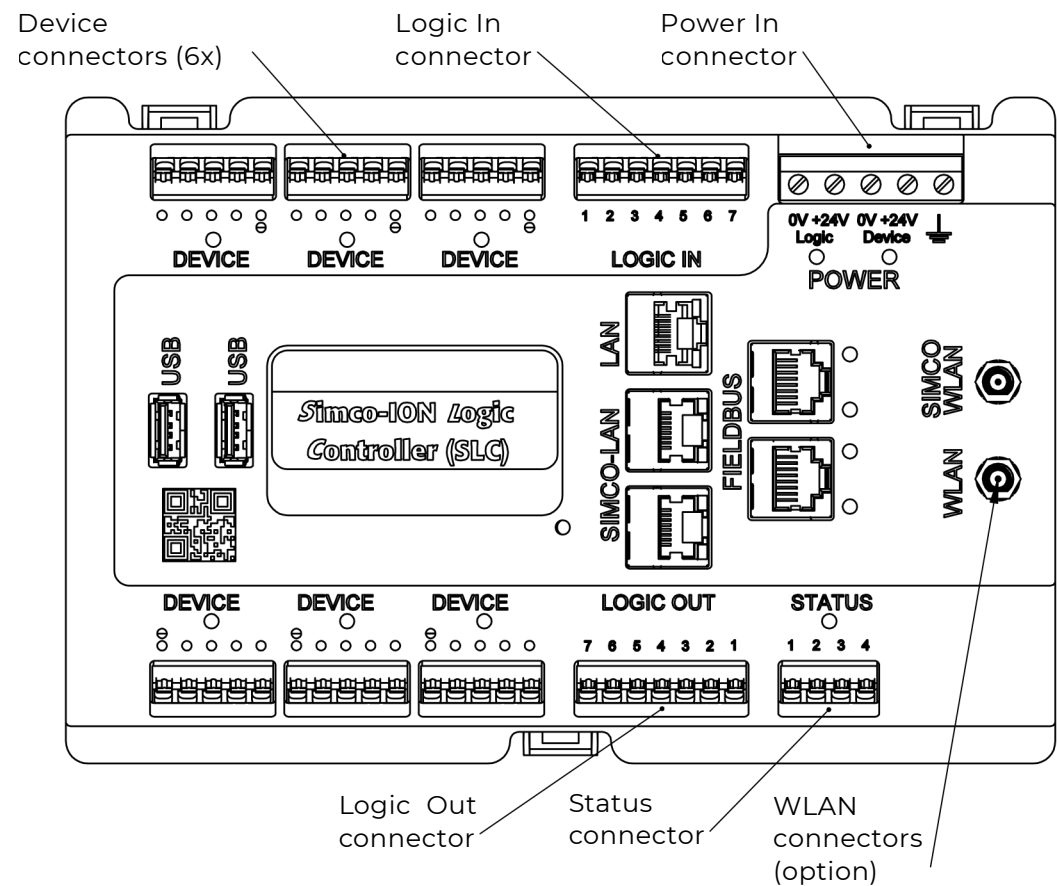 Device
connectors (6x)
Logic In
connector
Power In
connector
1 2 3 4 5 6 7
0V +24V 0V +24V
Logic Device
DEVICE DEVICE DEVICE LOGIC IN
POWER
USB USB
LAN
SIMCO-LAN
FIELDBUS
SIMCO
WLAN
WLAN
Simco-ION Logic
Controller (SLC)
DEVICE DEVICE DEVICE LOGIC OUT STATUS
7 6 5 4 3 2 1 1 2 3 4
Logic Out
connector
Status
connector
WLAN
connectors
(option)